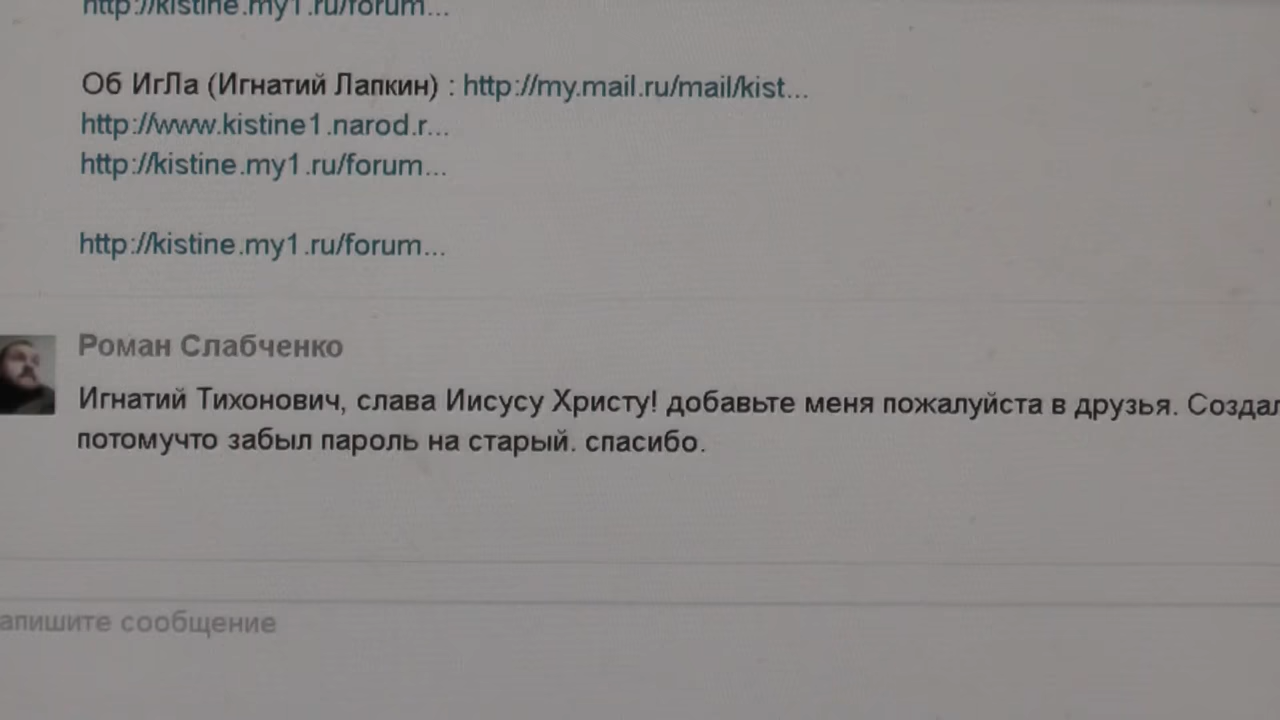 http://kistine.my1.ru/forum...
Об ИгЛа (Игнатий Лапкин) : http://my.mail.ru/mail/kist...
http://www.kistine1.narod.r...
http://kistine.my1.ru/forum...
http://kistine.my1.ru/forum...
Роман Слабченко
Игнатий Тихонович, слава Иисусу Христу! добавьте меня пожалуйста в друзья. Создал
потомучто забыл пароль на старый. спасибо.
апишите сообщение